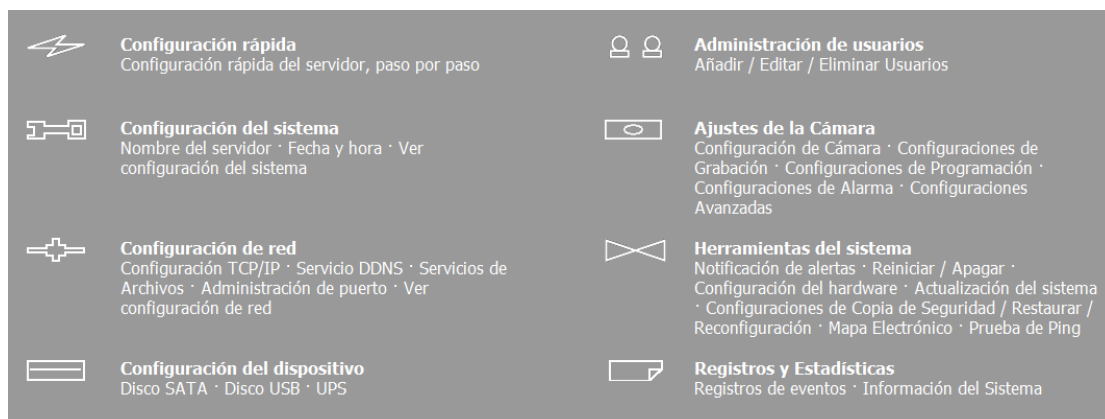 Configuración rápida
Configuración rápida del servidor, paso por paso
Administración de usuarios
Añadir / Editar / Eliminar Usuarios
Configuración del sistema
Nombre del servidor · Fecha y hora · Ver
configuración del sistema
Ajustes de la Cámara
Configuración de Cámara · Configuraciones de
Grabación · Configuraciones de Programación ·
Configuraciones de Alarma · Configuraciones
Avanzadas
Configuración de red
Configuración TCP/IP · Servicio DDNS · Servicios de
Archivos · Administración de puerto · Ver
configuración de red
Herramientas del sistema
Notificación de alertas · Reiniciar / Apagar ·
Configuración del hardware · Actualización del sistema
· Configuraciones de Copia de Seguridad / Restaurar /
Reconfiguración · Mapa Electrónico · Prueba de Ping
Configuración del dispositivo
Disco SATA · Disco USB · UPS
Registros y Estadísticas
Registros de eventos · Información del Sistema